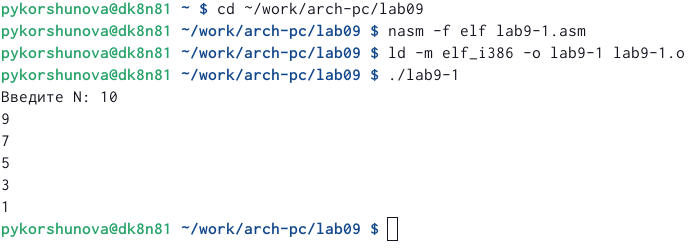 pykorshunova@dk8n81 ~ $ cd ~/work/arch-pc/lab09
pykorshunova@dk8n81 ~/work/arch-pc/lab09 $ nasm -f elf lab9-1.asm
pykorshunova@dk8n81 ~/work/arch-pc/lab09 $ ld -m elf_i386 -o lab9-1 lab9-1.o
pykorshunova@dk8n81 ~/work/arch-pc/lab09 $ ./lab9-1
Введите N: 10
9
7
5
3
1
pykorshunova@dk8n81 ~/work/arch-pc/lab09 $